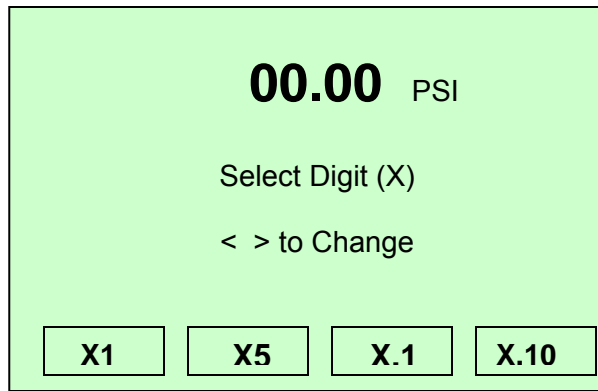 00.00 PSI
Select Digit (X)
< > to Change
X1 X5 X.1 X.10